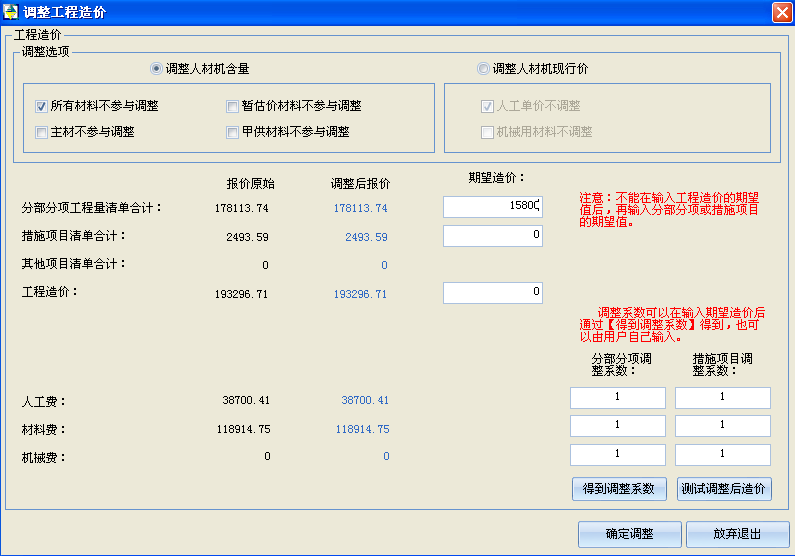 调整工程造价
工程造价
调整选项
调整人材机含量 调整人材机现行价
所有材料不参与调整 暂估价材料不参与调整 人工单价不调整
主材不参与调整 甲供材料不参与调整 机械用材料不调整
报价原始 调整后报价 期望造价：
分部分项工程量清单合计： 178113.74 178113.74 15800
措施项目清单合计： 2493.59 2493.59 0
其他项目清单合计： 0 0
工程造价： 193296.71 193296.71 0
注意：不能在输入工程造价的期望
值后，再输入分部分项或措施项目
的期望值。
调整系数可以在输入期望造价后
通过【得到调整系数】得到，也可
以由用户自己输入。
分部分项调 措施项目调
整系数： 整系数：
人工费： 38700.41 38700.41 1 1
材料费： 118914.75 118914.75 1 1
机械费： 0 0 1 1
得到调整系数 测试调整后造价
确定调整 放弃退出